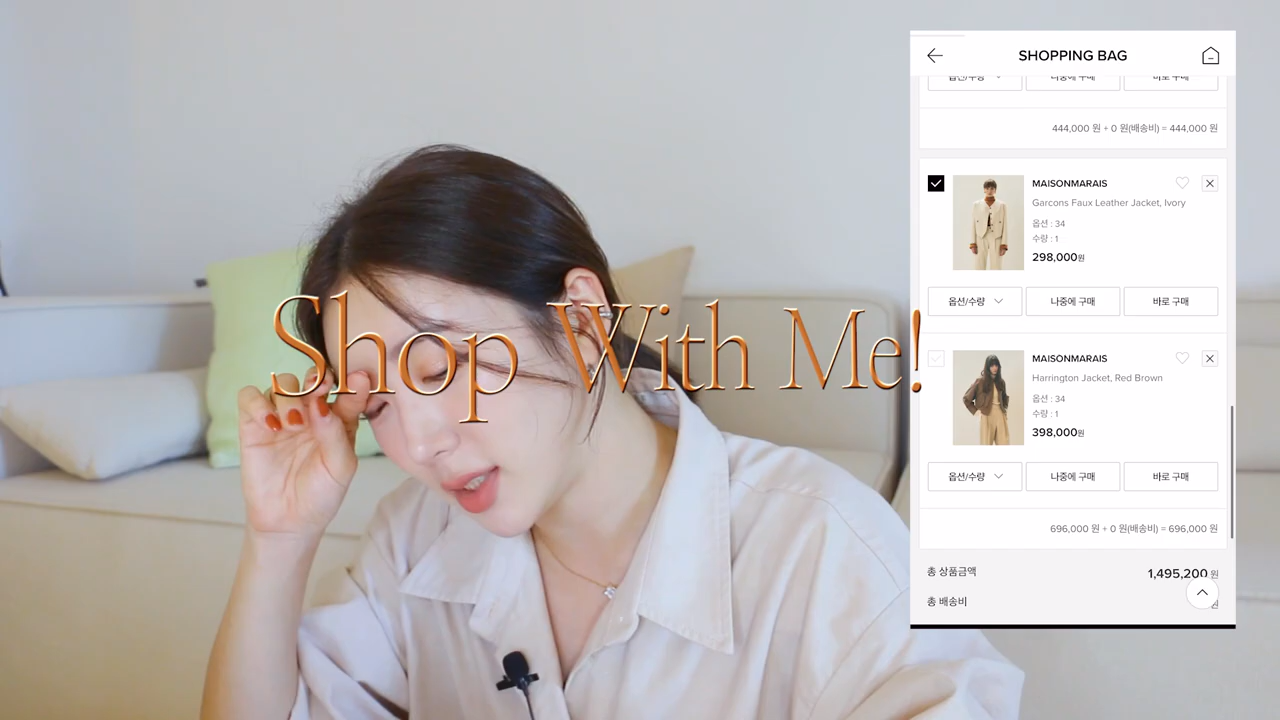 SHOPPING BAG
옵션/수량 나중에 구매 바로 구매
444,000 원 + 0 원(배송비) = 444,000 원
MAISONMARAIS
Garcons Faux Leather Jacket, Ivory
옵션 : 34
수량 : 1
298,000원
옵션/수량 나중에 구매 바로 구매
Shop With Me!
MAISONMARAIS
Harrington Jacket, Red Brown
옵션 : 34
수량 : 1
398,000원
옵션/수량 나중에 구매 바로 구매
696,000 원 + 0 원(배송비) = 696,000 원
총 상품금액 1,495,200 원
총 배송비 원